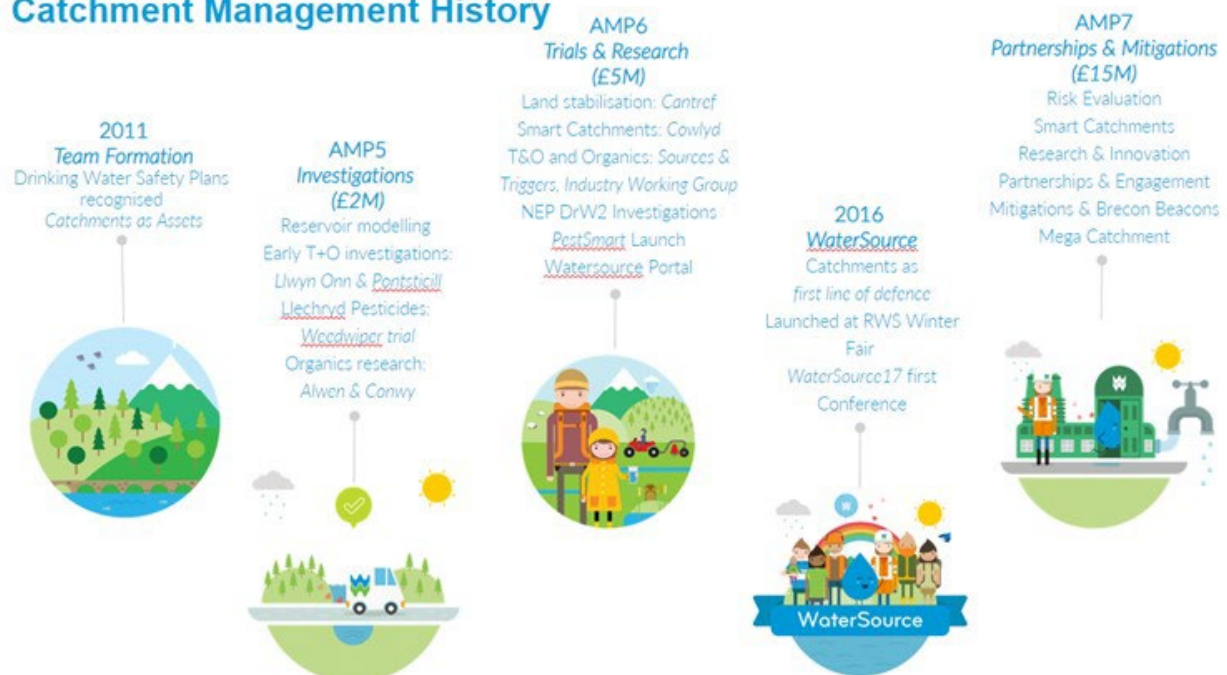 Catchment Management History
2011
Team Formation
Drinking Water Safety Plans
recognised
Catchments as Assets
AMP5
Investigations
(£2M)
Reservoir modelling
Early T+O investigations:
Llwyn Onn & Pontsticill
Llechryd Pesticides:
Weedwiper trial
Organics research:
Alwen & Conwy
AMP6
Trials & Research
(£5M)
Land stabilisation: Cantref
Smart Catchments: Cowlyd
T&O and Organics: Sources &
Triggers, Industry Working Group
NEP DrW2 Investigations
PestSmart Launch
Watersource Portal
2016
WaterSource
Catchments as
first line of defence
Launched at RWS Winter
Fair
WaterSource17 first
Conference
WaterSource
AMP7
Partnerships & Mitigations
(£15M)
Risk Evaluation
Smart Catchments
Research & Innovation
Partnerships & Engagement
Mitigations & Brecon Beacons
Mega Catchment